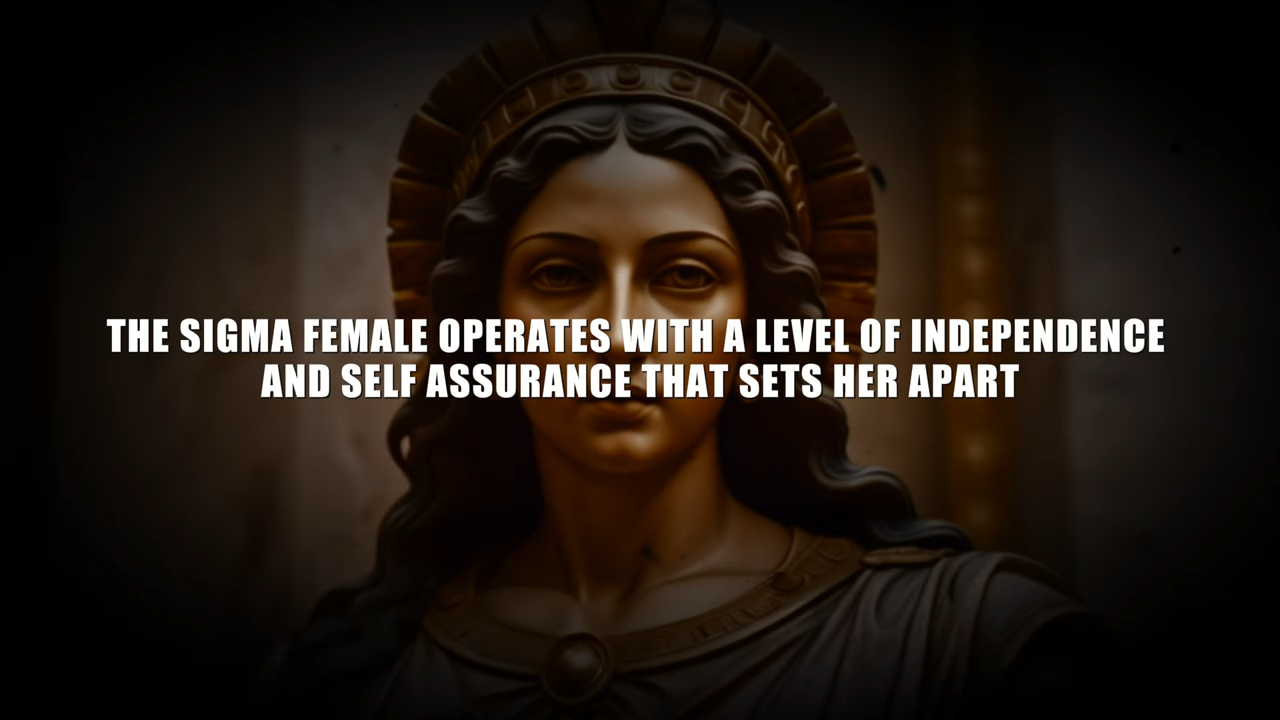 THE SIGMA FEMALE OPERATES WITH A LEVEL OF INDEPENDENCE
AND SELF ASSURANCE THAT SETS HER APART